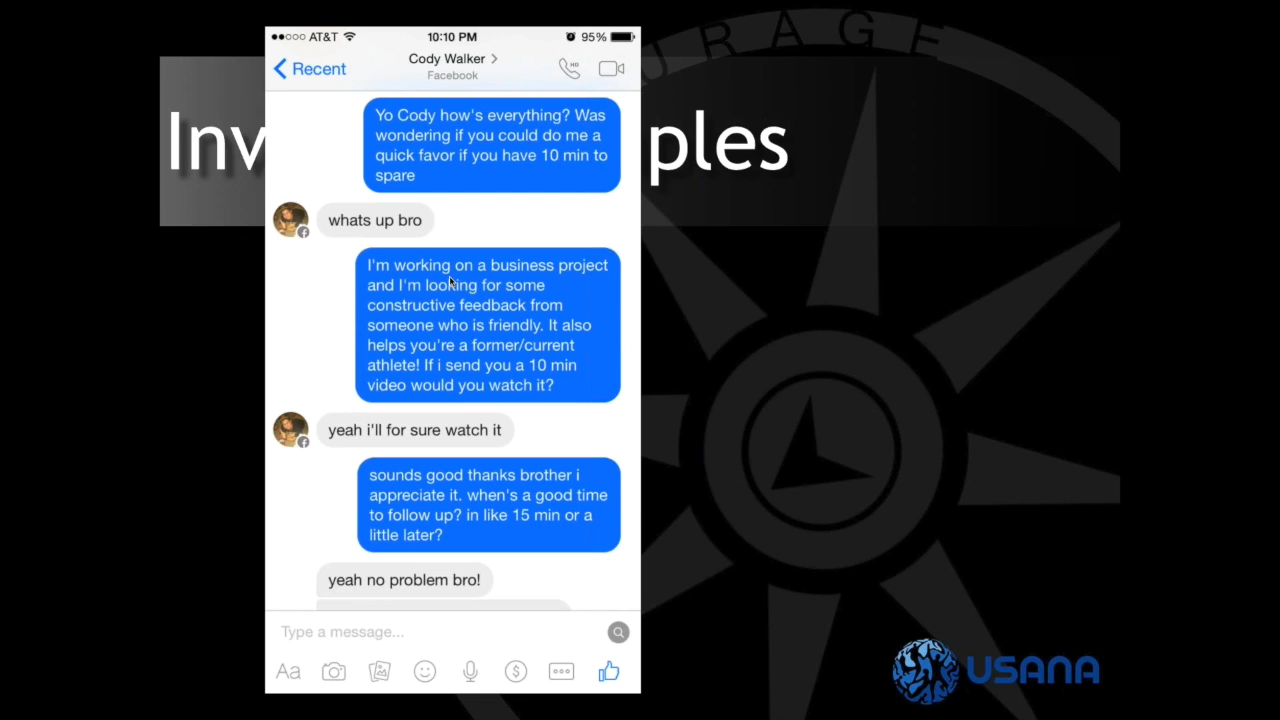 URAGE
Inv
ples
AT&T
10:10 PM
95%
Recent
Cody Walker
Facebook
HD
Yo Cody how's everything? Was
wondering if you could do me a
quick favor if you have 10 min to
spare
whats up bro
I'm working on a business project
and I'm looking for some
constructive feedback from
someone who is friendly. It also
helps you're a former/current
athlete! If i send you a 10 min
video would you watch it?
yeah i'll for sure watch it
sounds good thanks brother i
appreciate it. when's a good time
to follow up? in like 15 min or a
little later?
yeah no problem bro!
Type a message...
Aa
$
USANA